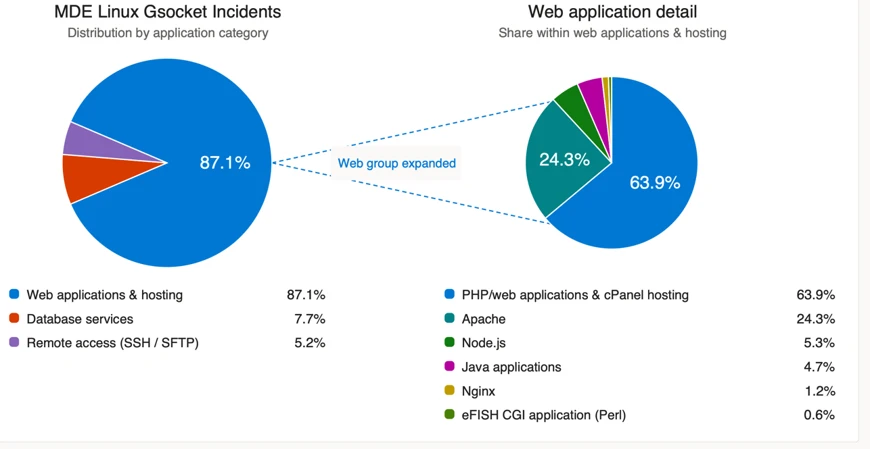 MDE Linux Gsocket Incidents
Distribution by application category
87.1%
Web applications & hosting 87.1%
Database services 7.7%
Remote access (SSH / SFTP) 5.2%
Web group expanded
Web application detail
Share within web applications & hosting
24.3%
63.9%
PHP/web applications & cPanel hosting 63.9%
Apache 24.3%
Node.js 5.3%
Java applications 4.7%
Nginx 1.2%
eFISH CGI application (Perl) 0.6%